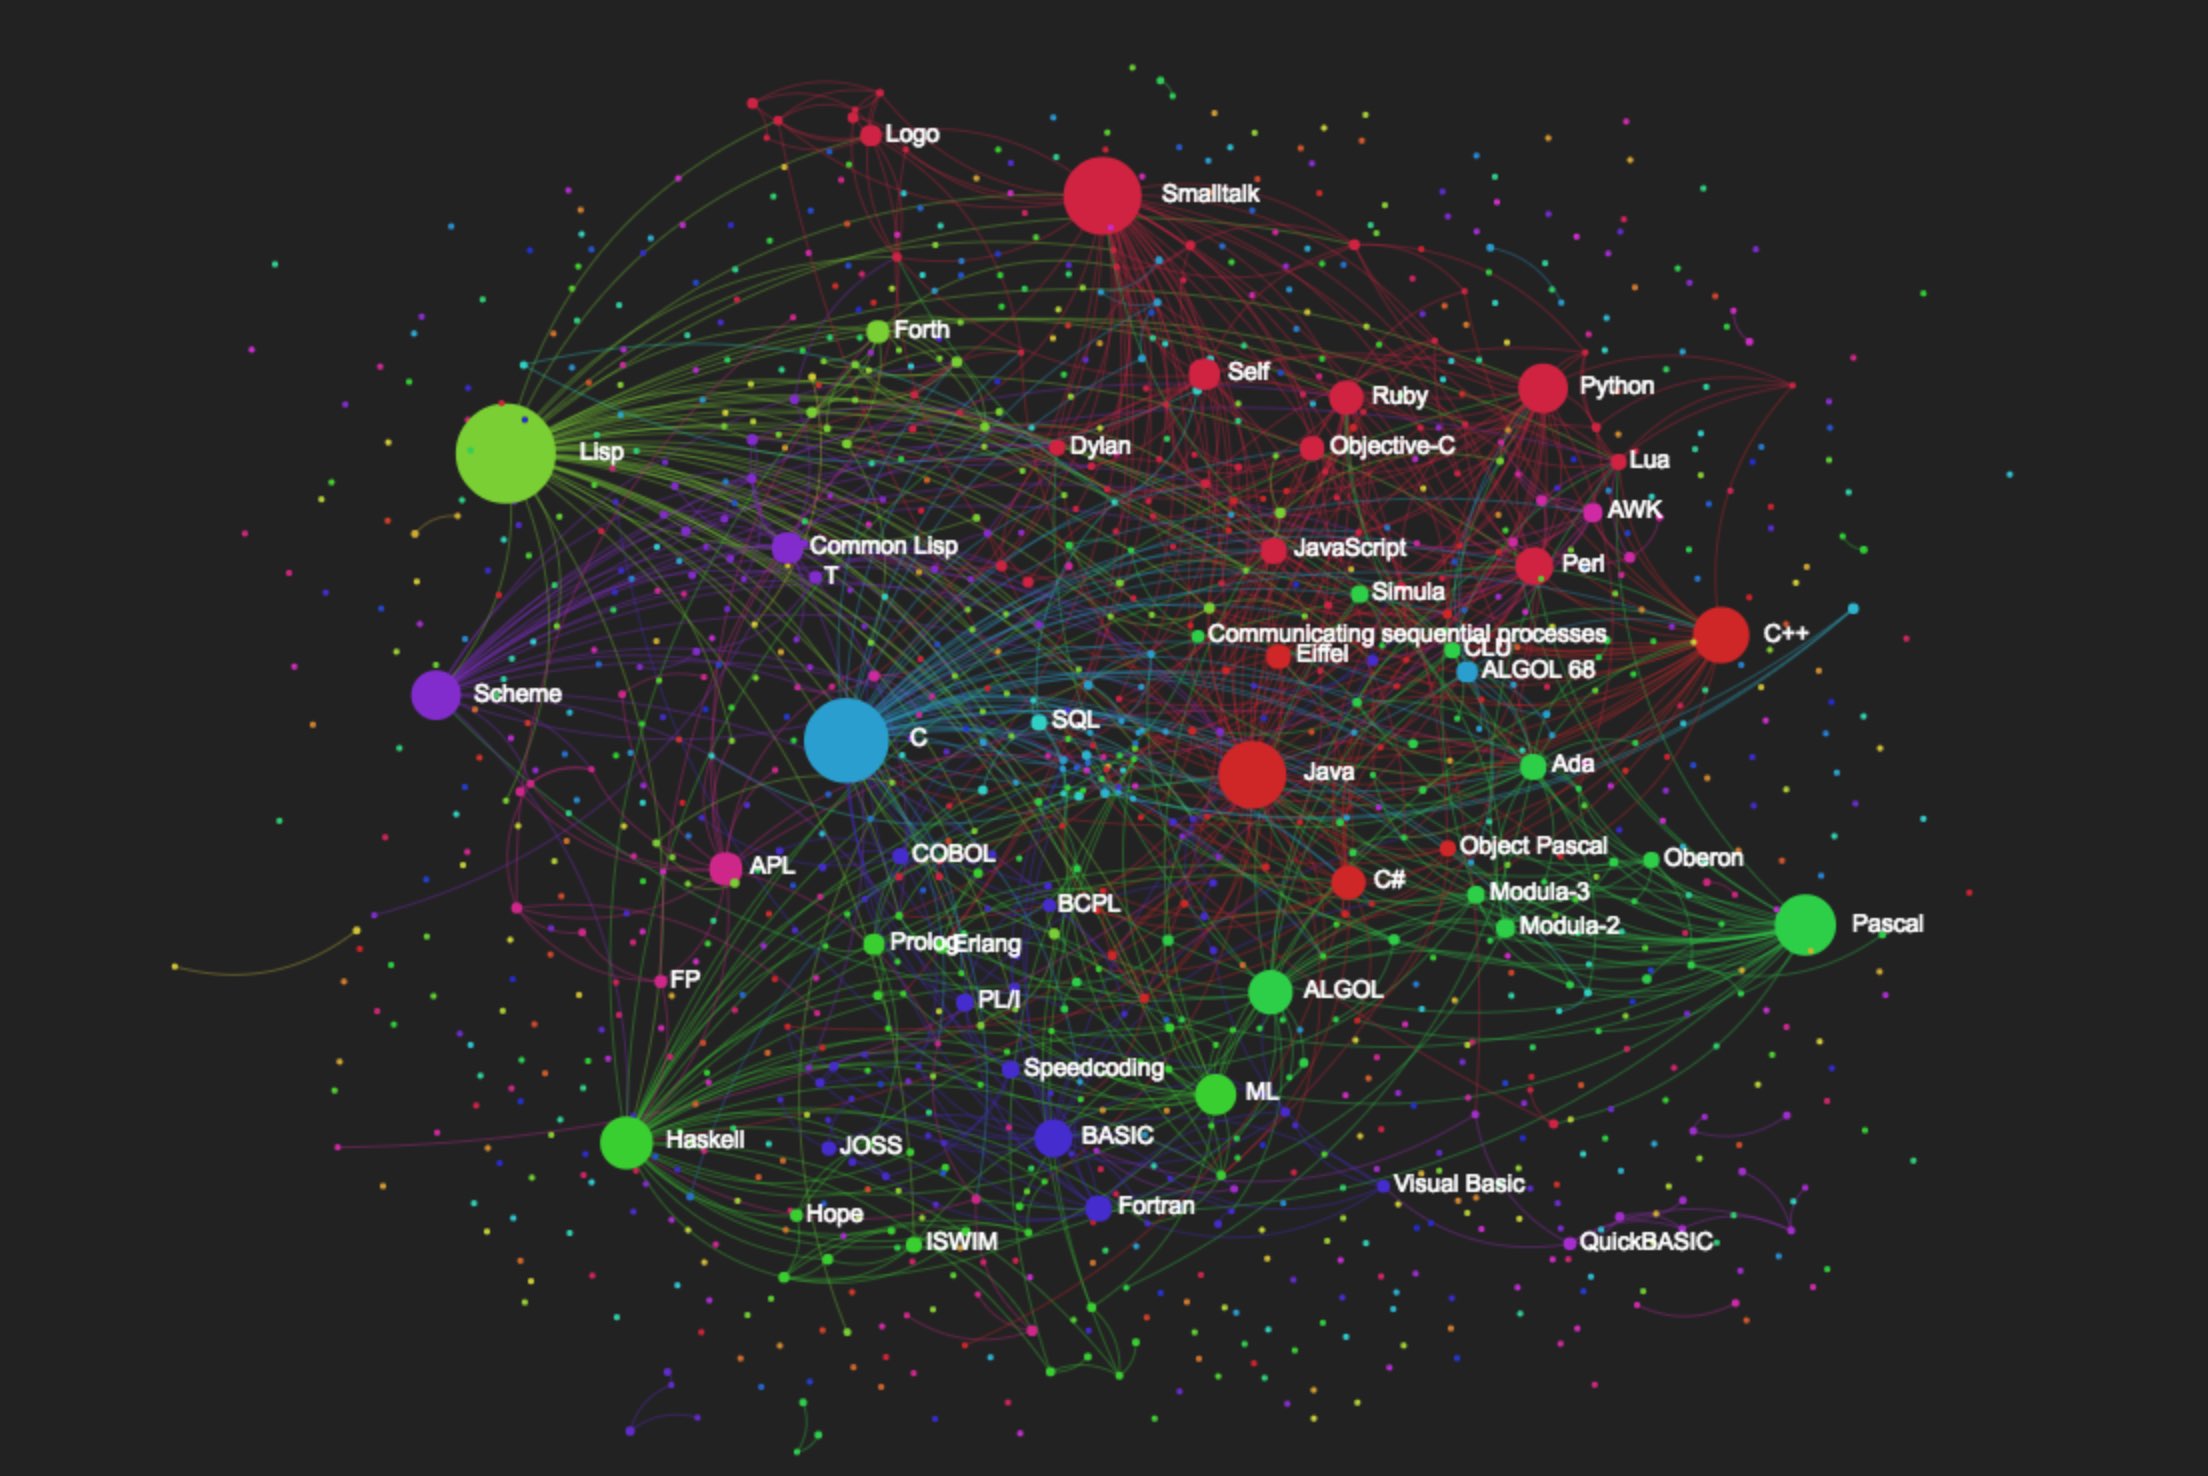 Logo
Smalltalk
Forth
Self
Python
Ruby
Dylan
Objective-C
Lisp
Lua
AWK
Common Lisp
JavaScript
T
Perl
Simula
Communicating sequential processes
C++
Eiffel
CLU
ALGOL 68
Scheme
SQL
C
Java
Ada
Object Pascal
COBOL
Oberon
APL
C#
Modula-3
BCPL
Pascal
Modula-2
Prolog
Erlang
FP
ALGOL
PL/I
Speedcoding
ML
BASIC
Haskell
JOSS
Visual Basic
Fortran
Hope
ISWIM
QuickBASIC